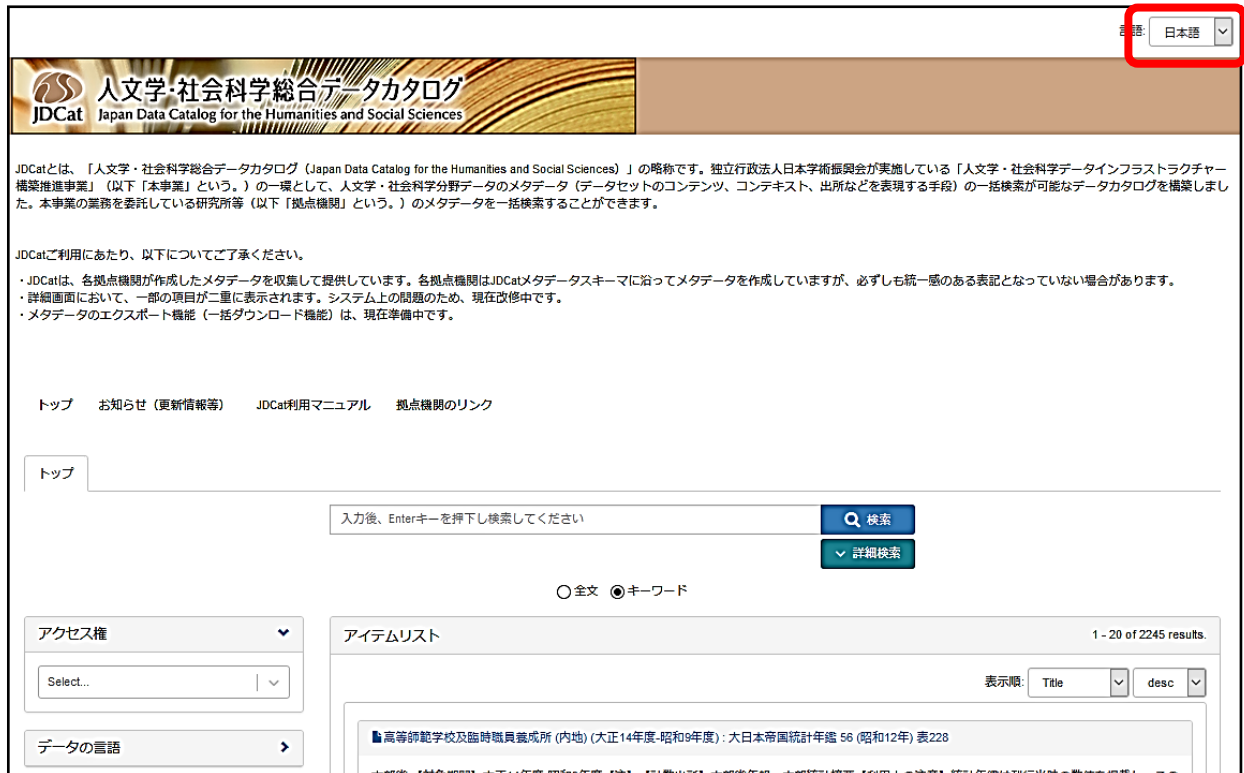 言語: 日本語
人文学・社会科学総合データカタログ
JDCat Japan Data Catalog for the Humanities and Social Sciences
JDCatとは、「人文学・社会科学総合データカタログ（Japan Data Catalog for the Humanities and Social Sciences）」の略称です。独立行政法人日本学術振興会が実施している「人文学・社会科学データインフラストラクチャー
構築推進事業」（以下「本事業」という。）の一環として、人文学・社会科学分野データのメタデータ（データセットのコンテンツ、コンテキスト、出所などを表現する手段）の一括検索が可能なデータカタログを構築しまし
た。本事業の業務を委託している研究所等（以下「拠点機関」という。）のメタデータを一括検索することができます。
JDCatご利用にあたり、以下についてご了承ください。
・JDCatは、各拠点機関が作成したメタデータを収集して提供しています。各拠点機関はJDCatメタデータスキーマに沿ってメタデータを作成していますが、必ずしも統一感のある表記となっていない場合があります。
・詳細画面において、一部の項目が二重に表示されます。システム上の問題のため、現在改修中です。
・メタデータのエクスポート機能（一括ダウンロード機能）は、現在準備中です。
トップ お知らせ（更新情報等） JDCat利用マニュアル 拠点機関のリンク
トップ
入力後、Enterキーを押下し検索してください 検索
詳細検索
全文 キーワード
アクセス権
Select...
データの言語
アイテムリスト 1 - 20 of 2245 results.
表示順: Title desc
高等師範学校及臨時職員養成所 (内地) (大正14年度-昭和9年度) : 大日本帝国統計年鑑 56 (昭和12年) 表228